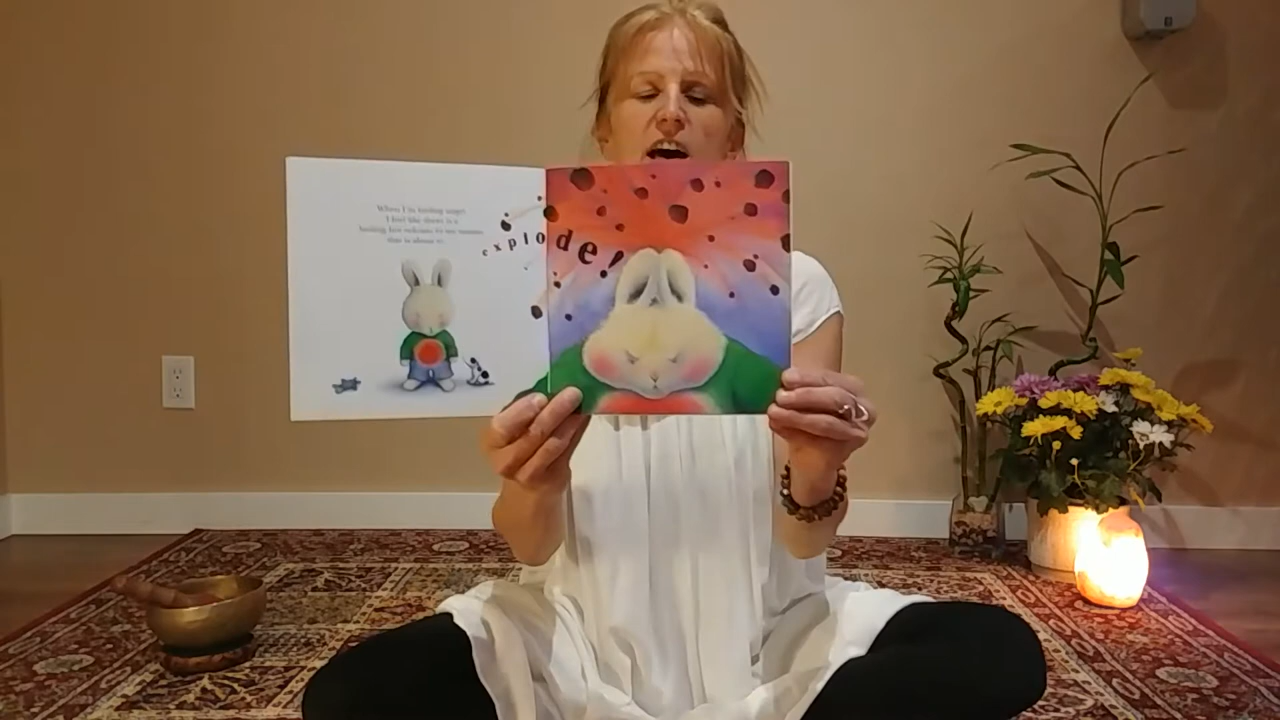 When I'm feeling angry,
I feel like there is a
boiling hot volcano in my tummy
that is about to
explode!